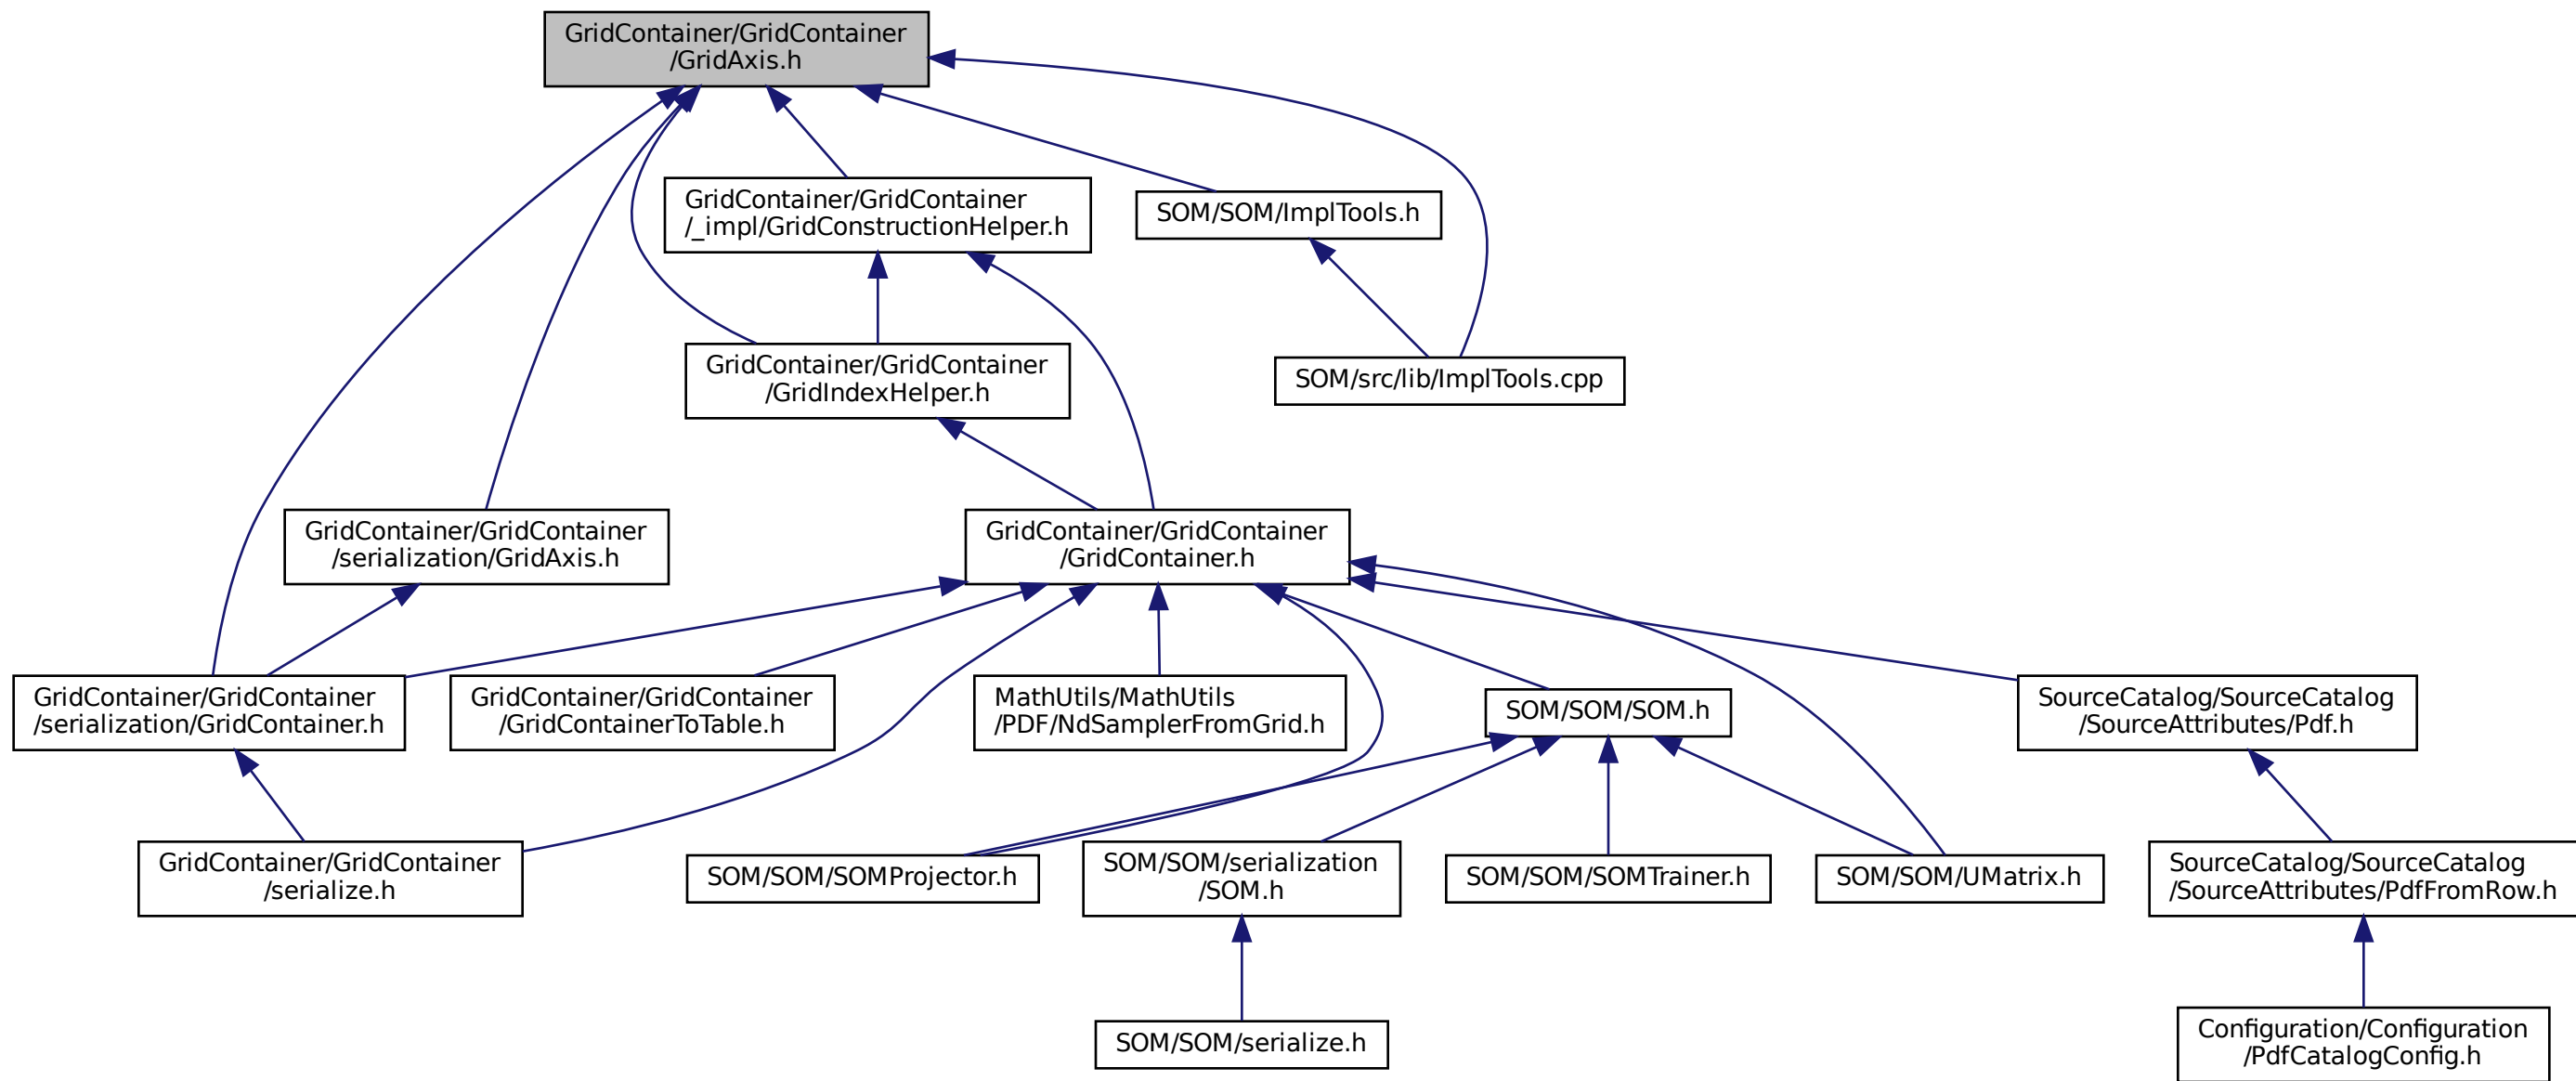 GridContainer/GridContainer
/GridAxis.h
GridContainer/GridContainer
/_impl/GridConstructionHelper.h
SOM/SOM/ImplTools.h
GridContainer/GridContainer
/GridIndexHelper.h
SOM/src/lib/ImplTools.cpp
GridContainer/GridContainer
/serialization/GridAxis.h
GridContainer/GridContainer
/GridContainer.h
GridContainer/GridContainer
/serialization/GridContainer.h
GridContainer/GridContainer
/GridContainerToTable.h
MathUtils/MathUtils
/PDF/NdSamplerFromGrid.h
SOM/SOM/SOM.h
SourceCatalog/SourceCatalog
/SourceAttributes/Pdf.h
GridContainer/GridContainer
/serialize.h
SOM/SOM/SOMProjector.h
SOM/SOM/serialization
/SOM.h
SOM/SOM/SOMTrainer.h
SOM/SOM/UMatrix.h
SourceCatalog/SourceCatalog
/SourceAttributes/PdfFromRow.h
SOM/SOM/serialize.h
Configuration/Configuration
/PdfCatalogConfig.h